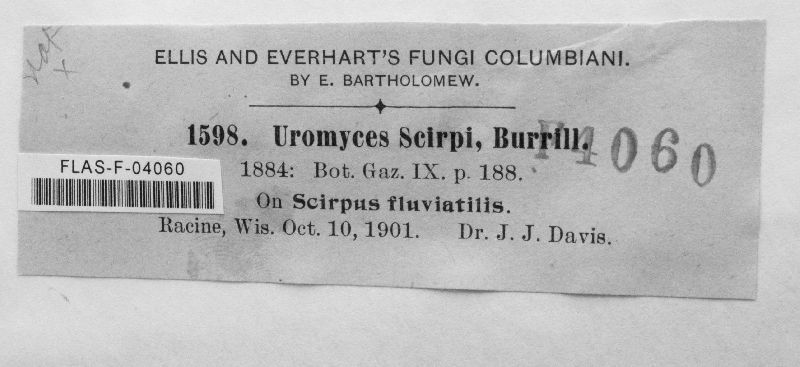 ELLIS AND EVERHART'S FUNGI COLUMBIANI.
BY E. BARTHOLOMEW.
1598. Uromyces Scirpi, Burrill.
F4060
FLAS-F-04060
1884: Bot. Gaz. IX. p. 188.
On Scirpus fluviatilis.
Racine, Wis. Oct. 10, 1901. Dr. J. J. Davis.